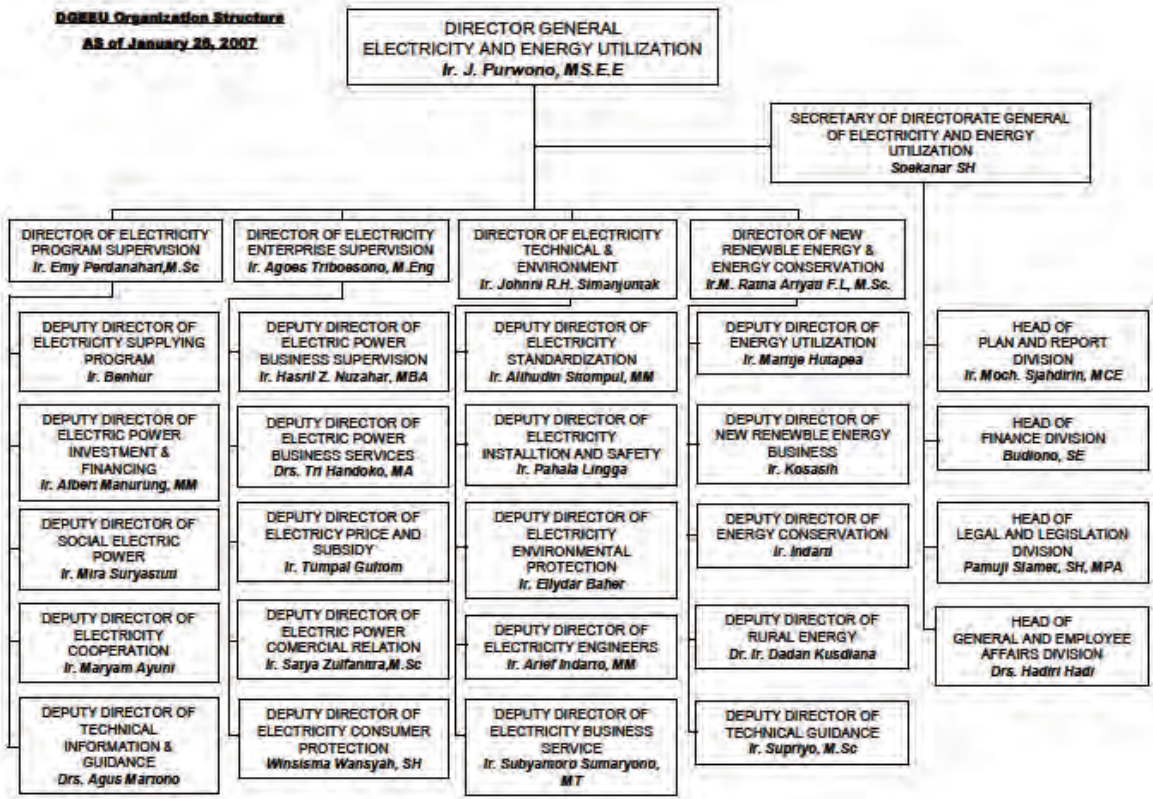 DGEEU Organization Structure
AS of January 26, 2007
DIRECTOR GENERAL
ELECTRICITY AND ENERGY UTILIZATION
Ir. J. Purwono, MS.E.E
SECRETARY OF DIRECTORATE GENERAL
OF ELECTRICITY AND ENERGY
UTILIZATION
Soekanar SH
DIRECTOR OF ELECTRICITY
PROGRAM SUPERVISION
Ir. Emy Perdanahari,M.Sc
DIRECTOR OF ELECTRICITY
ENTERPRISE SUPERVISION
Ir. Agoes Triboesono, M.Eng
DIRECTOR OF ELECTRICITY
TECHNICAL &
ENVIRONMENT
Ir. Johnni R.H. Simanjuntak
DIRECTOR OF NEW
RENEWABLE ENERGY &
ENERGY CONSERVATION
Ir.M. Ratna Ariyati F.L, M.Sc.
DEPUTY DIRECTOR OF
ELECTRICITY SUPPLYING
PROGRAM
Ir. Benhur
DEPUTY DIRECTOR OF
ELECTRIC POWER
INVESTMENT &
FINANCING
Ir. Albert Manurung, MM
DEPUTY DIRECTOR OF
SOCIAL ELECTRIC
POWER
Ir. Mira Suryastuti
DEPUTY DIRECTOR OF
ELECTRICITY
COOPERATION
Ir. Maryam Ayuni
DEPUTY DIRECTOR OF
TECHNICAL
INFORMATION &
GUIDANCE
Drs. Agus Martono
DEPUTY DIRECTOR OF
ELECTRIC POWER
BUSINESS SUPERVISION
Ir. Hasril Z. Nuzahar, MBA
DEPUTY DIRECTOR OF
ELECTRIC POWER
BUSINESS SERVICES
Drs. Tri Handoko, MA
DEPUTY DIRECTOR OF
ELECTRICY PRICE AND
SUBSIDY
Ir. Tumpal Gultom
DEPUTY DIRECTOR OF
ELECTRIC POWER
COMERCIAL RELATION
Ir. Satya Zulfanitra,M.Sc
DEPUTY DIRECTOR OF
ELECTRICITY CONSUMER
PROTECTION
Winsisma Wansyah, SH
DEPUTY DIRECTOR OF
ELECTRICITY
STANDARDIZATION
Ir. Alihudin Sitompul, MM
DEPUTY DIRECTOR OF
ELECTRICITY
INSTALLTION AND SAFETY
Ir. Pahala Lingga
DEPUTY DIRECTOR OF
ELECTRICITY
ENVIRONMENTAL
PROTECTION
Ir. Ellydar Baher
DEPUTY DIRECTOR OF
ELECTRICITY ENGINEERS
Ir. Arief Indarto, MM
DEPUTY DIRECTOR OF
ELECTRICITY BUSINESS
SERVICE
Ir. Subyamoro Sumaryono,
MT
DEPUTY DIRECTOR OF
ENERGY UTILIZATION
Ir. Maritje Hutapea
DEPUTY DIRECTOR OF
NEW RENEWABLE ENERGY
BUSINESS
Ir. Kosasih
DEPUTY DIRECTOR OF
ENERGY CONSERVATION
Ir. Indarti
DEPUTY DIRECTOR OF
RURAL ENERGY
Dr. Ir. Dadan Kusdiana
DEPUTY DIRECTOR OF
TECHNICAL GUIDANCE
Ir. Supriyo, M.Sc
HEAD OF
PLAN AND REPORT
DIVISION
Ir. Moch. Sjahdirin, MCE
HEAD OF
FINANCE DIVISION
Budiono, SE
HEAD OF
LEGAL AND LEGISLATION
DIVISION
Pamuji Slamet, SH, MPA
HEAD OF
GENERAL AND EMPLOYEE
AFFAIRS DIVISION
Drs. Hadiri Hadi